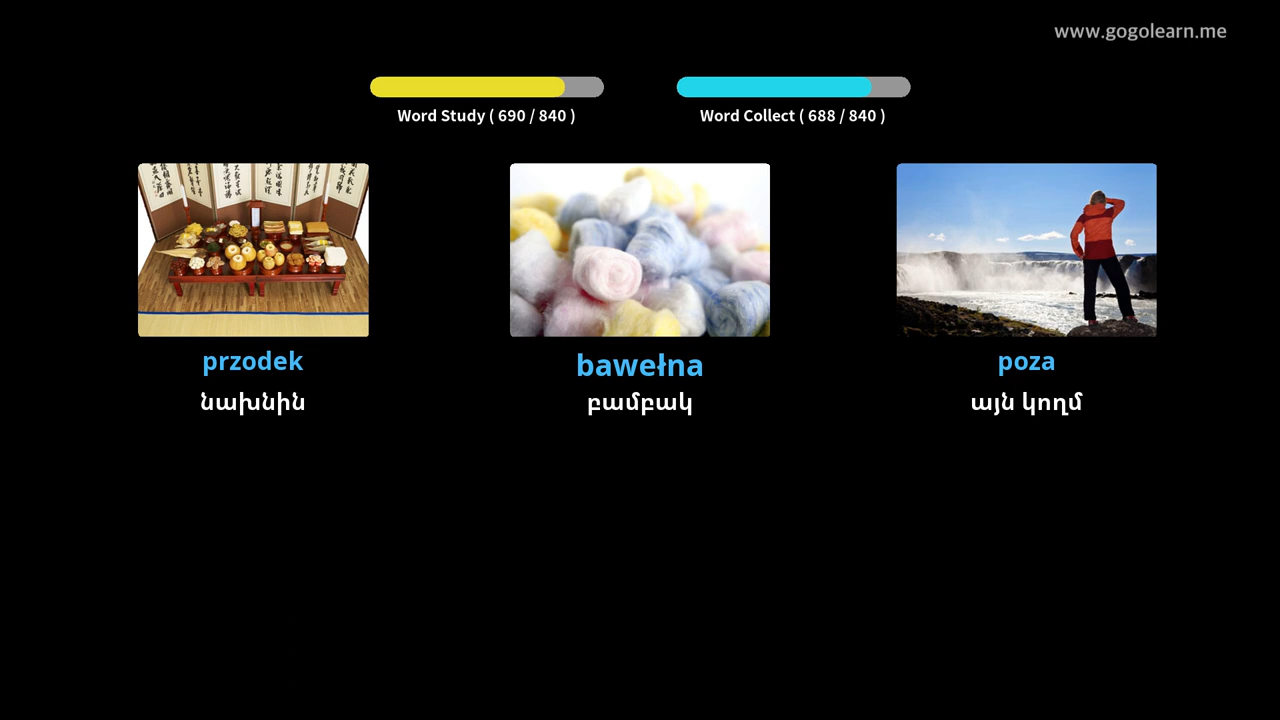 www.gogolearn.me
Word Study ( 690 / 840 )
Word Collect ( 688 / 840 )
przodek
bawełna
poza
նախնին
բամբակ
այն կողմ